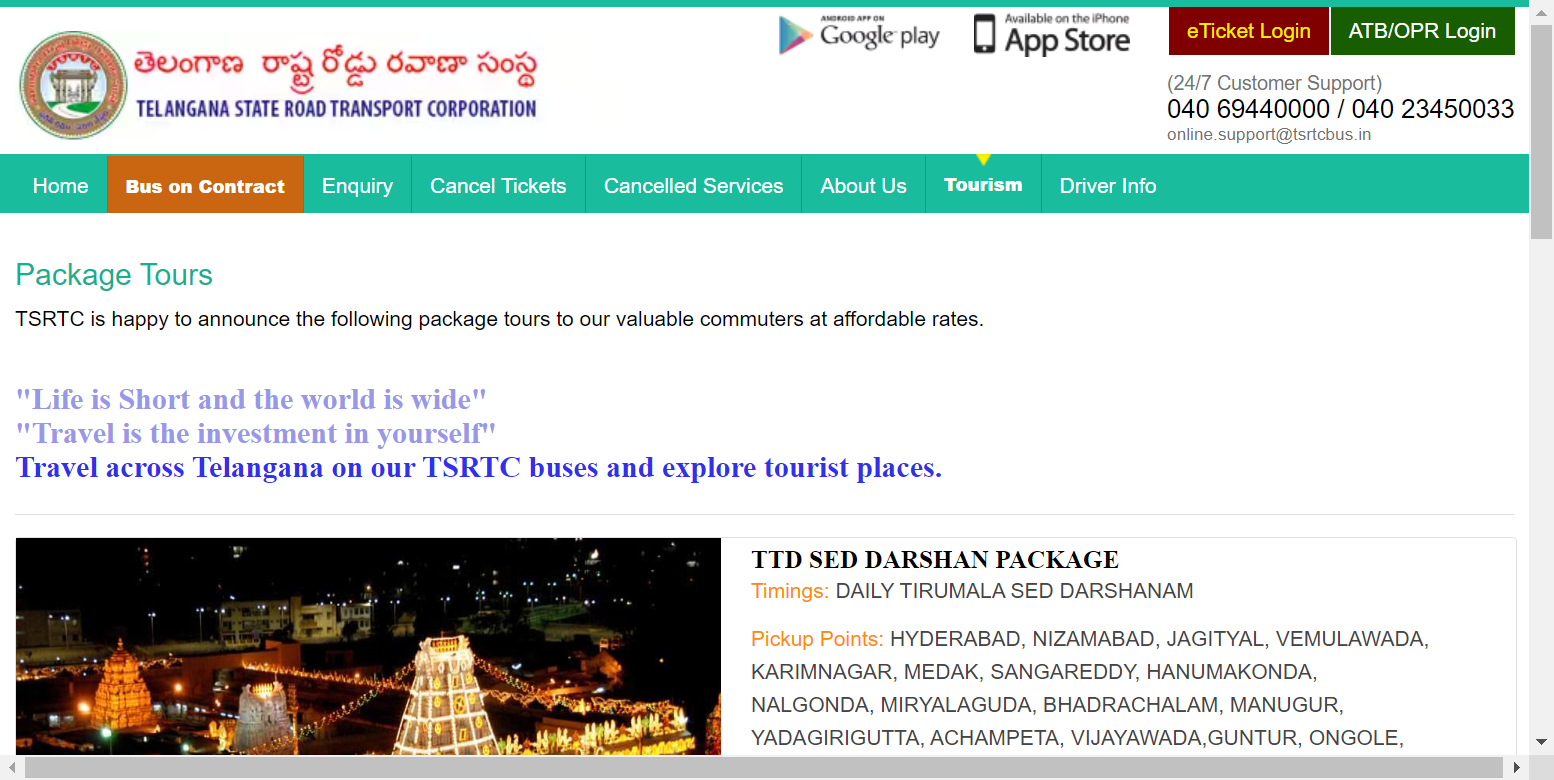 తెలంగాణ రాష్ట్ర రోడ్డు రవాణా సంస్థ
TELANGANA STATE ROAD TRANSPORT CORPORATION
ANDROID APP ON
Google play
Available on the iPhone
App Store
eTicket Login
ATB/OPR Login
(24/7 Customer Support)
040 69440000 / 040 23450033
online.support@tsrtcbus.in
Home
Bus on Contract
Enquiry
Cancel Tickets
Cancelled Services
About Us
Tourism
Driver Info
Package Tours
TSRTC is happy to announce the following package tours to our valuable commuters at affordable rates.
"Life is Short and the world is wide"
"Travel is the investment in yourself"
Travel across Telangana on our TSRTC buses and explore tourist places.
TTD SED DARSHAN PACKAGE
Timings: DAILY TIRUMALA SED DARSHANAM
Pickup Points: HYDERABAD, NIZAMABAD, JAGITYAL, VEMULAWADA,
KARIMNAGAR, MEDAK, SANGAREDDY, HANUMAKONDA,
NALGONDA, MIRYALAGUDA, BHADRACHALAM, MANUGUR,
YADAGIRIGUTTA, ACHAMPETA, VIJAYAWADA,GUNTUR, ONGOLE,